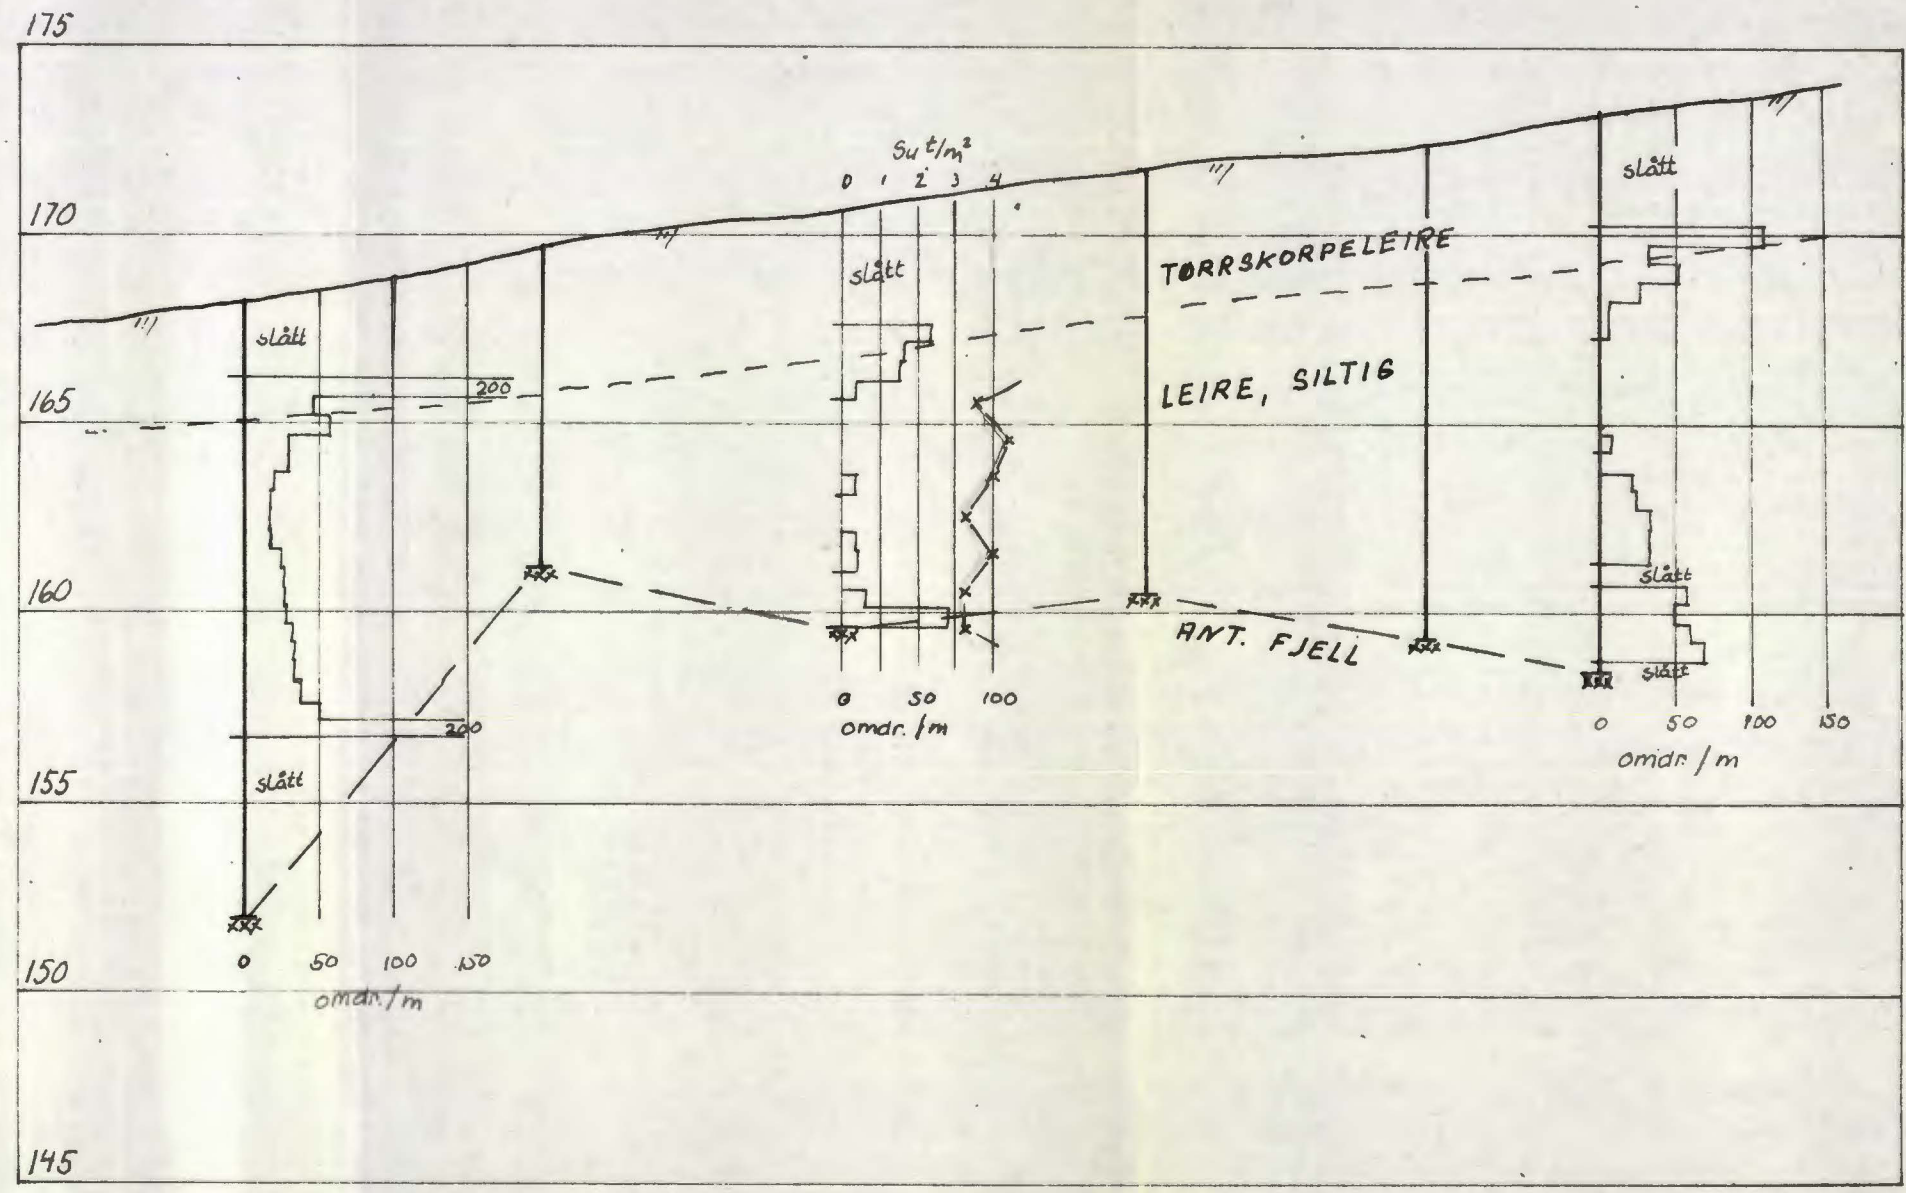 175
Su t/m²
0 1 2 3 4
slått
170
slått
TØRRSKORPELEIRE
slått
200
165
LEIRE, SILTIG
slått
160
ANT. FJELL
slått
0 50 100
omdr. /m
0 50 100 150
omdr. /m
200
slått
155
0 50 100 150
150
omdr. /m
145